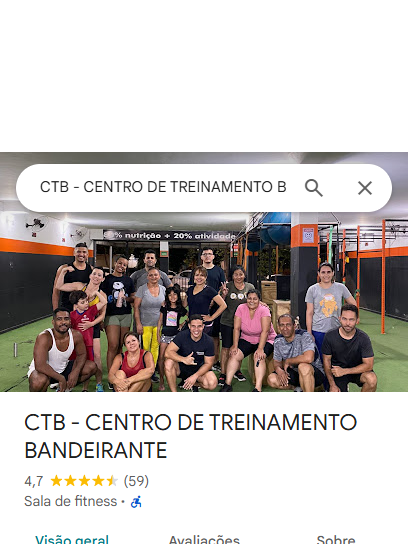 CTB - CENTRO DE TREINAMENTO B
% nutrição + 20% atividade
CTB - CENTRO DE TREINAMENTO
BANDEIRANTE
4,7 (59)
Sala de fitness ·
Visão geral Avaliações Sobre